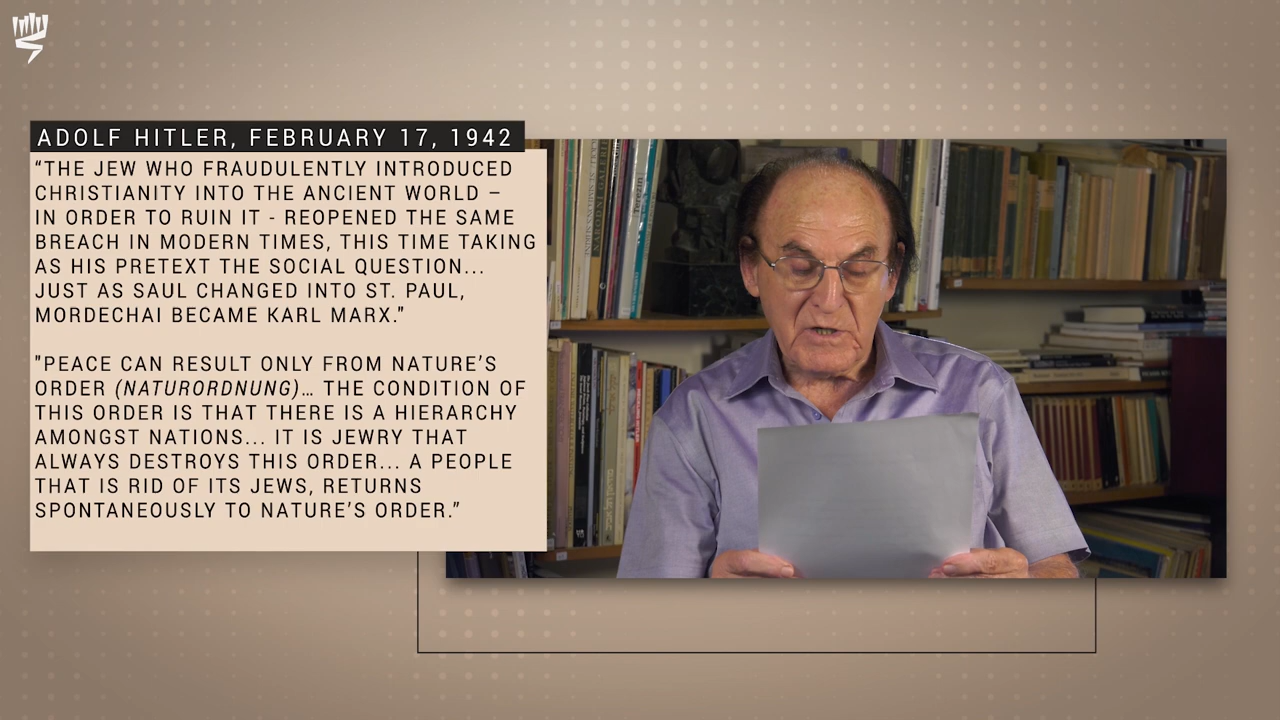 ADOLF HITLER, FEBRUARY 17, 1942
“THE JEW WHO FRAUDULENTLY INTRODUCED
CHRISTIANITY INTO THE ANCIENT WORLD –
IN ORDER TO RUIN IT - REOPENED THE SAME
BREACH IN MODERN TIMES, THIS TIME TAKING
AS HIS PRETEXT THE SOCIAL QUESTION...
JUST AS SAUL CHANGED INTO ST. PAUL,
MORDECHAI BECAME KARL MARX."
"PEACE CAN RESULT ONLY FROM NATURE’S
ORDER (NATURORDNUNG)… THE CONDITION OF
THIS ORDER IS THAT THERE IS A HIERARCHY
AMONGST NATIONS... IT IS JEWRY THAT
ALWAYS DESTROYS THIS ORDER... A PEOPLE
THAT IS RID OF ITS JEWS, RETURNS
SPONTANEOUSLY TO NATURE’S ORDER.”
Terezín